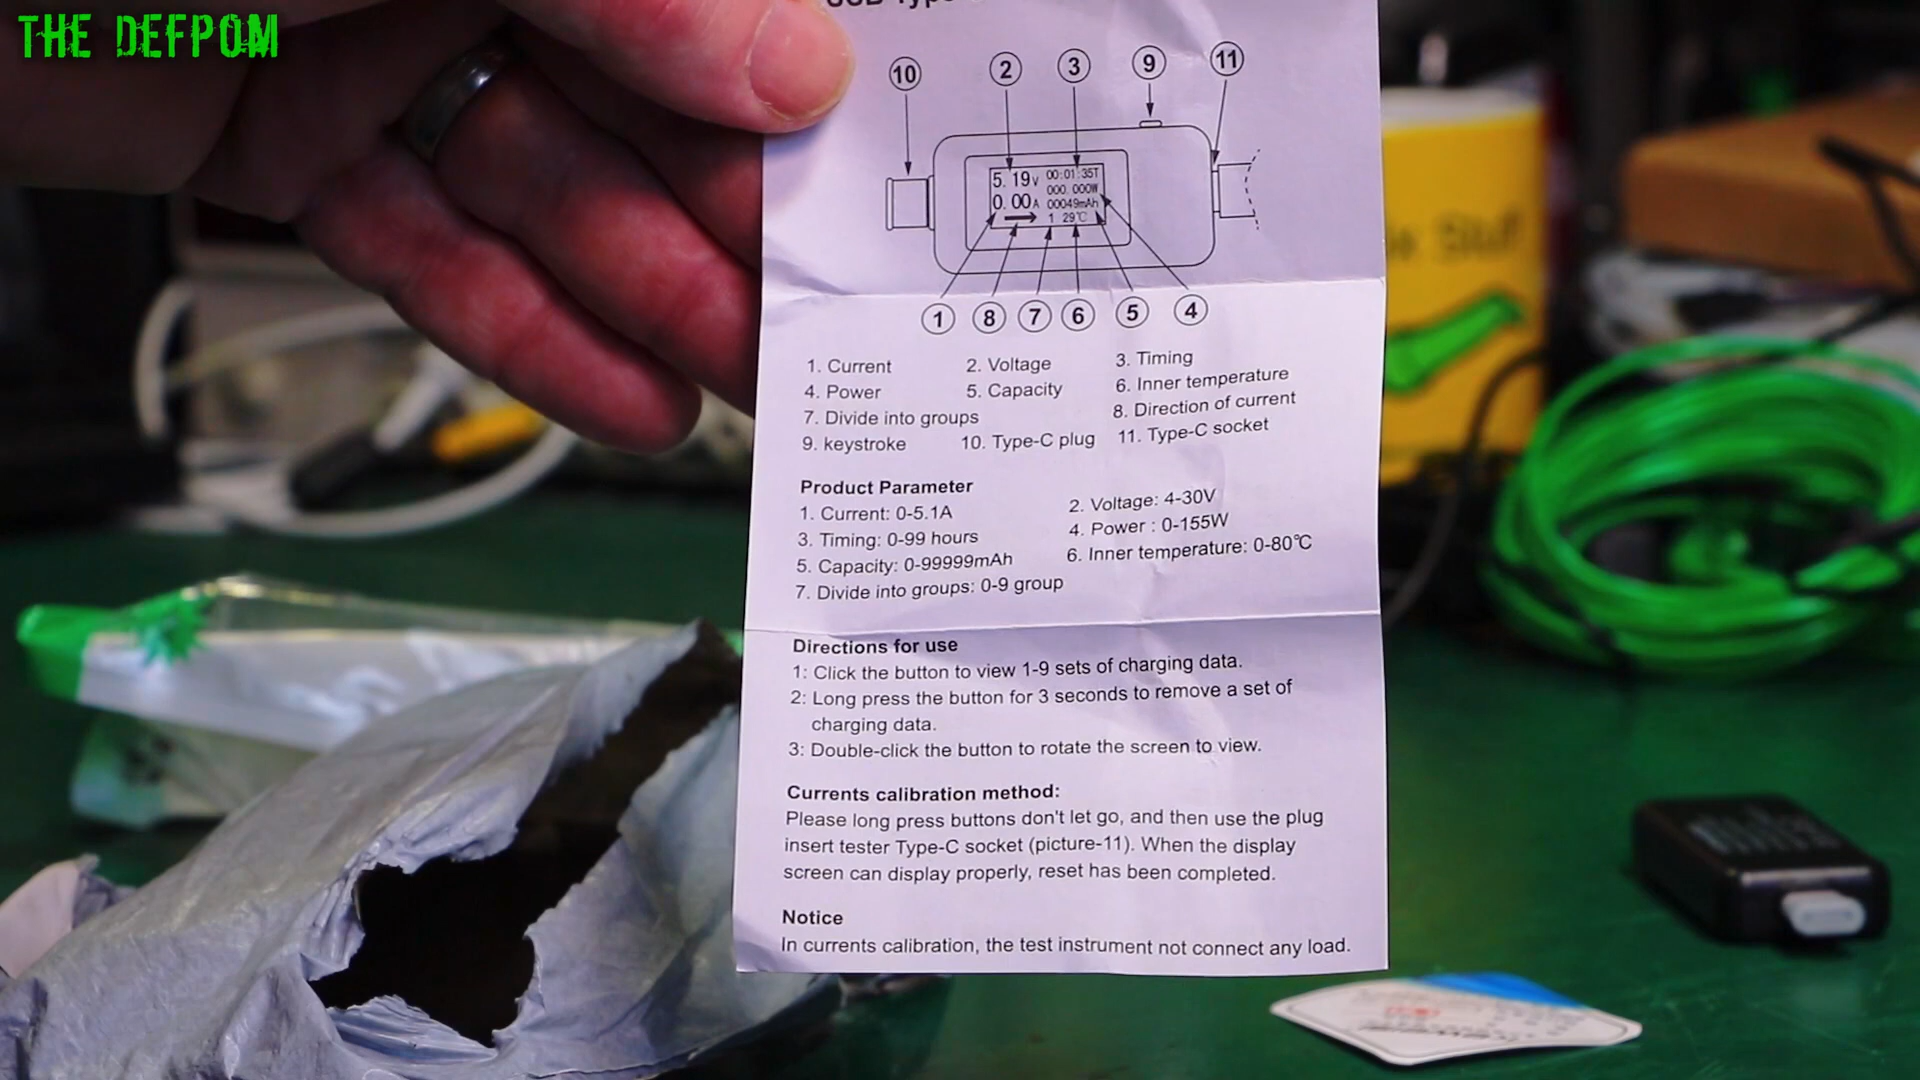 THE DEFPOM
10
2
3
9
11
5.19V 00:01:35T
000.000W
0.00A 00049mAh
1 29℃
1
8
7
6
5
4
1. Current 2. Voltage 3. Timing
4. Power 5. Capacity 6. Inner temperature
7. Divide into groups 8. Direction of current
9. keystroke 10. Type-C plug 11. Type-C socket
Product Parameter
1. Current: 0-5.1A 2. Voltage: 4-30V
3. Timing: 0-99 hours 4. Power : 0-155W
5. Capacity: 0-99999mAh 6. Inner temperature: 0-80℃
7. Divide into groups: 0-9 group
Directions for use
1: Click the button to view 1-9 sets of charging data.
2: Long press the button for 3 seconds to remove a set of
charging data.
3: Double-click the button to rotate the screen to view.
Currents calibration method:
Please long press buttons don't let go, and then use the plug
insert tester Type-C socket (picture-11). When the display
screen can display properly, reset has been completed.
Notice
In currents calibration, the test instrument not connect any load.
Stuff